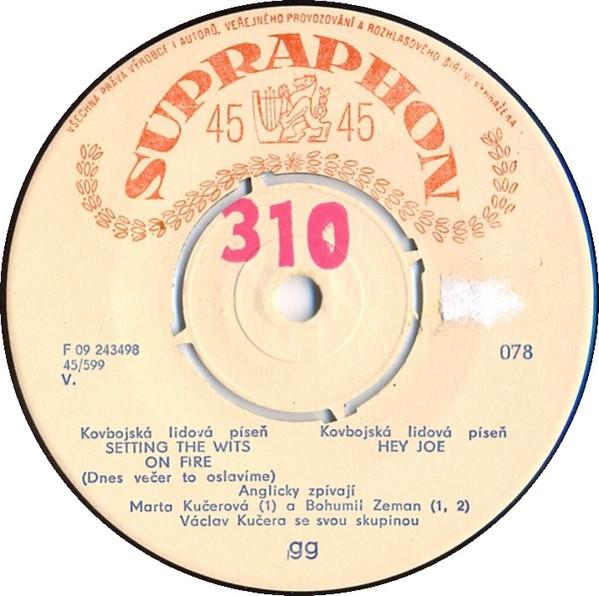 VŠECHNA PRÁVA VÝROBCE I AUTORŮ, VEŘEJNÉHO PROVOZOVÁNÍ A ROZHLASOVÉHO ŠÍŘENÍ VYHRAŽENA
SUPRAPHON
45 45
310
F 09 243498
45/599
V.
078
Kovbojská lidová píseň Kovbojská lidová píseň
SETTING THE WITS HEY JOE
ON FIRE
(Dnes večer to oslavíme)
Anglicky zpívají
Marta Kučerová (1) a Bohumil Zeman (1, 2)
Václav Kučera se svou skupinou
gg